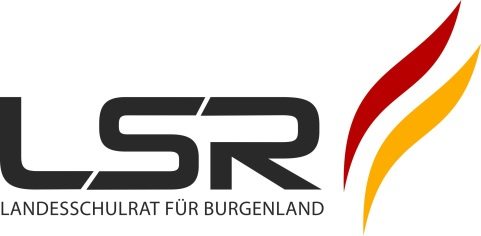 LSR
LANDESSCHULRAT FÜR BURGENLAND